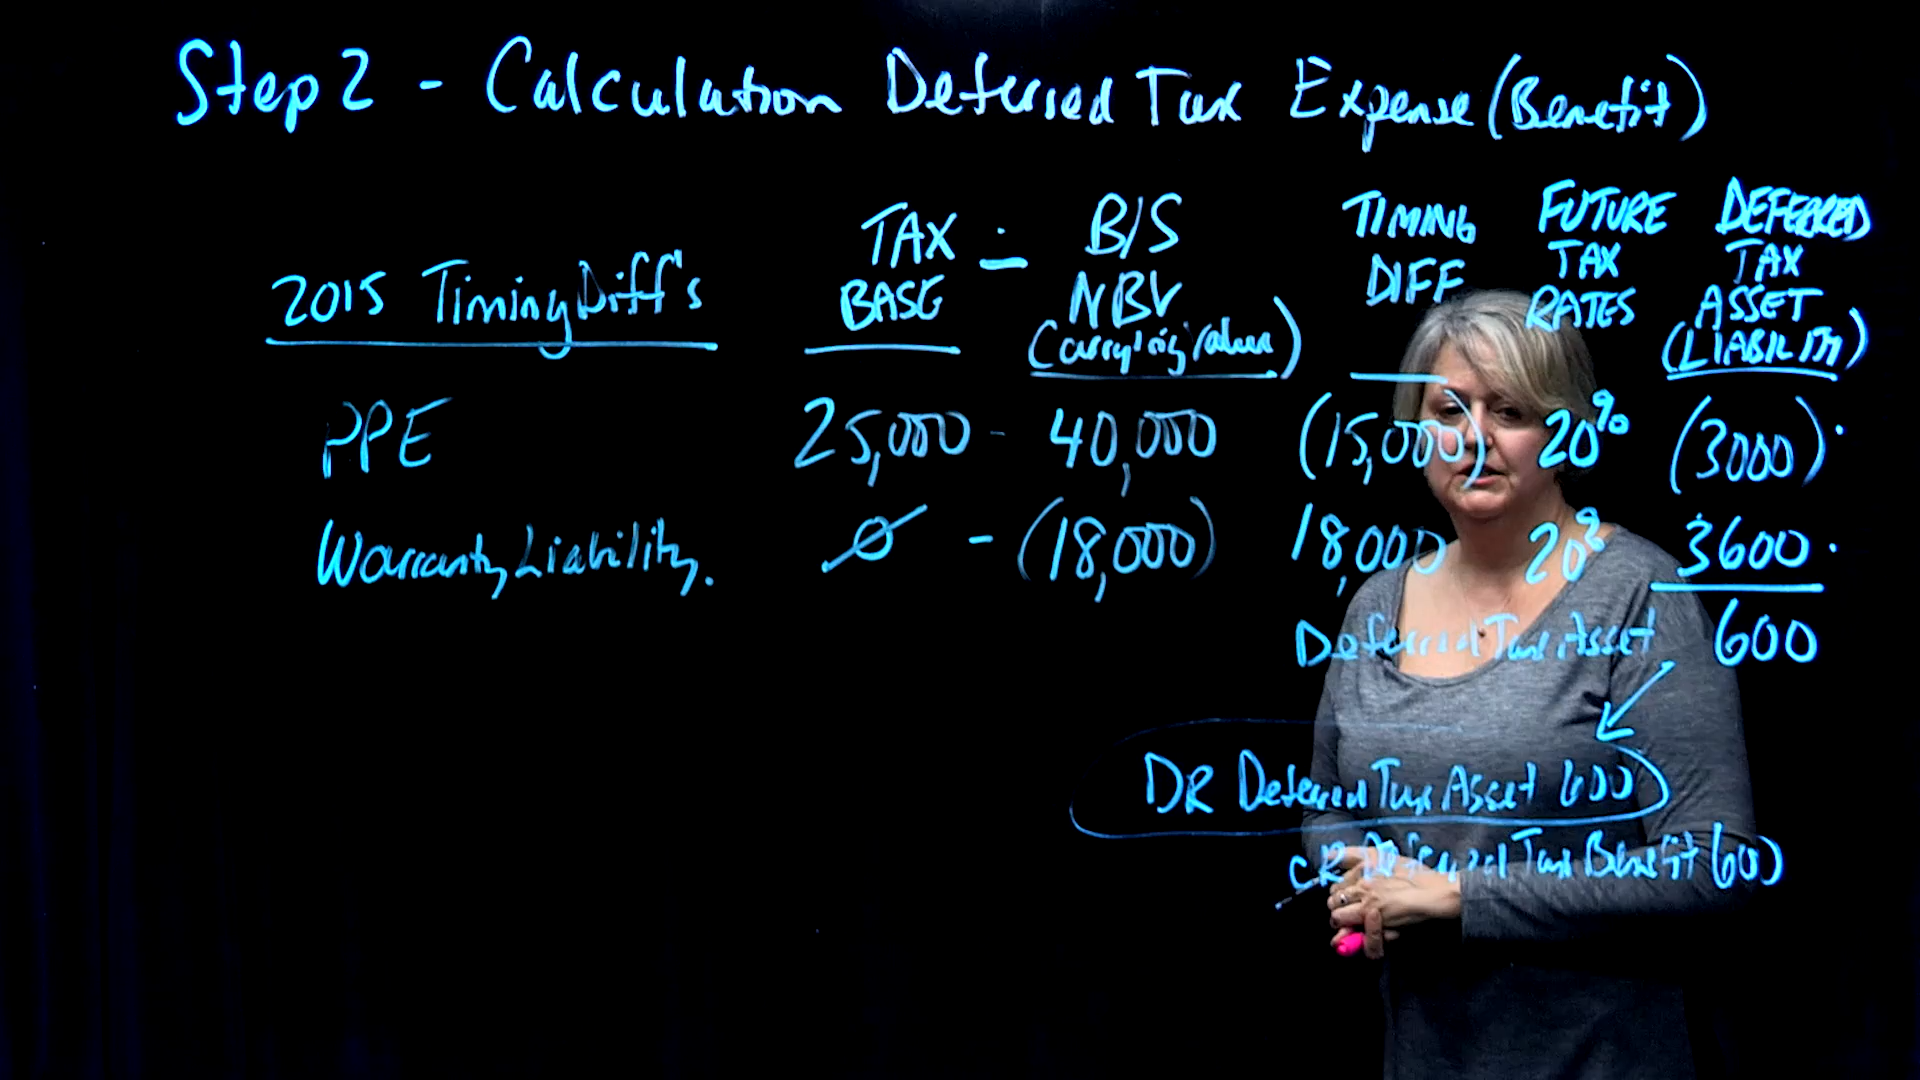 Step 2 - Calculation Deferred Tax Expense (Benefit)
2015 Timing Diff's
TAX BASE
-
B/S NBV (carrying value)
TIMING DIFF
FUTURE TAX RATES
DEFERRED TAX ASSET (LIABILITY)
PPE 25,000 - 40,000 (15,000) 20% (3000)
Warranty Liability. Ø - (18,000) 18,000 20% 3600
Deferred Tax Asset 600
DR Deferred Tax Asset 600
CR Deferred Tax Benefit (600)